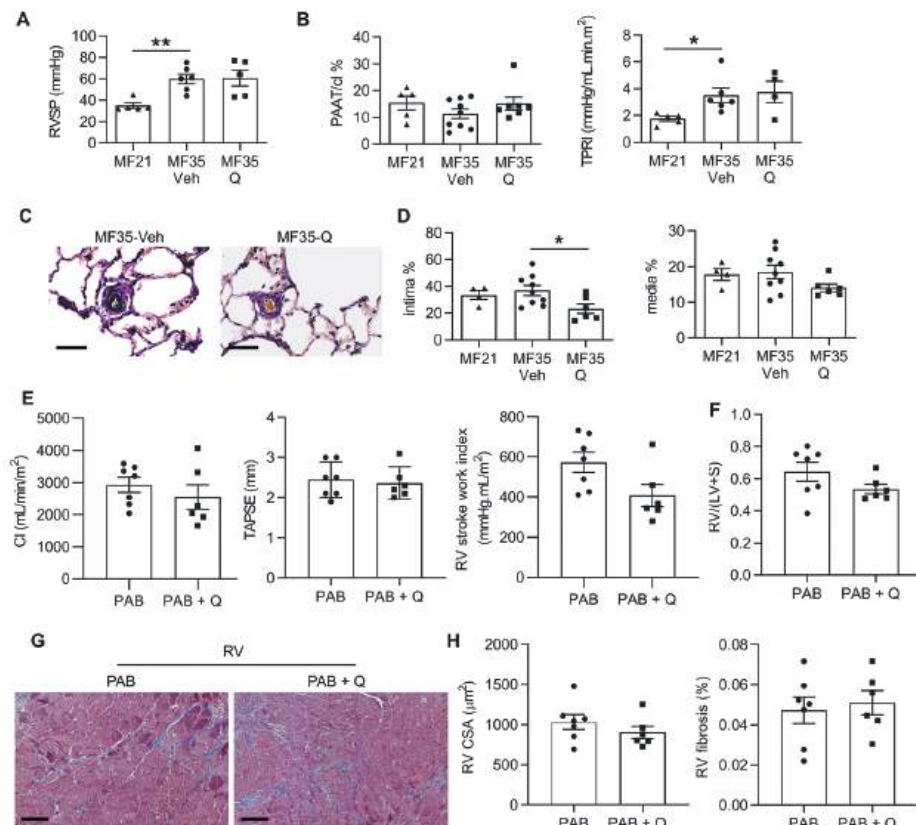 A
RVSP (mmHg)
80
60
40
20
0
**
MF21
MF35
Veh
MF35
Q
B
PAAT/cl %
40
30
20
10
0
MF21
MF35
Veh
MF35
Q
TPRI (mmHg/mL.min.m²)
8
6
4
2
0
*
MF21
MF35
Veh
MF35
Q
C
MF35-Veh
MF35-Q
D
intima %
80
60
40
20
0
*
MF21
MF35
Veh
MF35
Q
media %
30
20
10
0
MF21
MF35
Veh
MF35
Q
E
CI (mL/min/m²)
5000
4000
3000
2000
1000
0
PAB
PAB + Q
TAPSE (mm)
4
3
2
1
0
PAB
PAB + Q
RV stroke work index
(mmHg.mL/m²)
800
600
400
200
0
PAB
PAB + Q
F
RV/(LV+S)
1.0
0.8
0.6
0.4
0.2
0.0
PAB
PAB + Q
G
RV
PAB
PAB + Q
H
RV CSA (μm²)
2000
1500
1000
500
0
PAB
PAB + Q
RV fibrosis (%)
0.08
0.06
0.04
0.02
0.00
PAB
PAB + Q